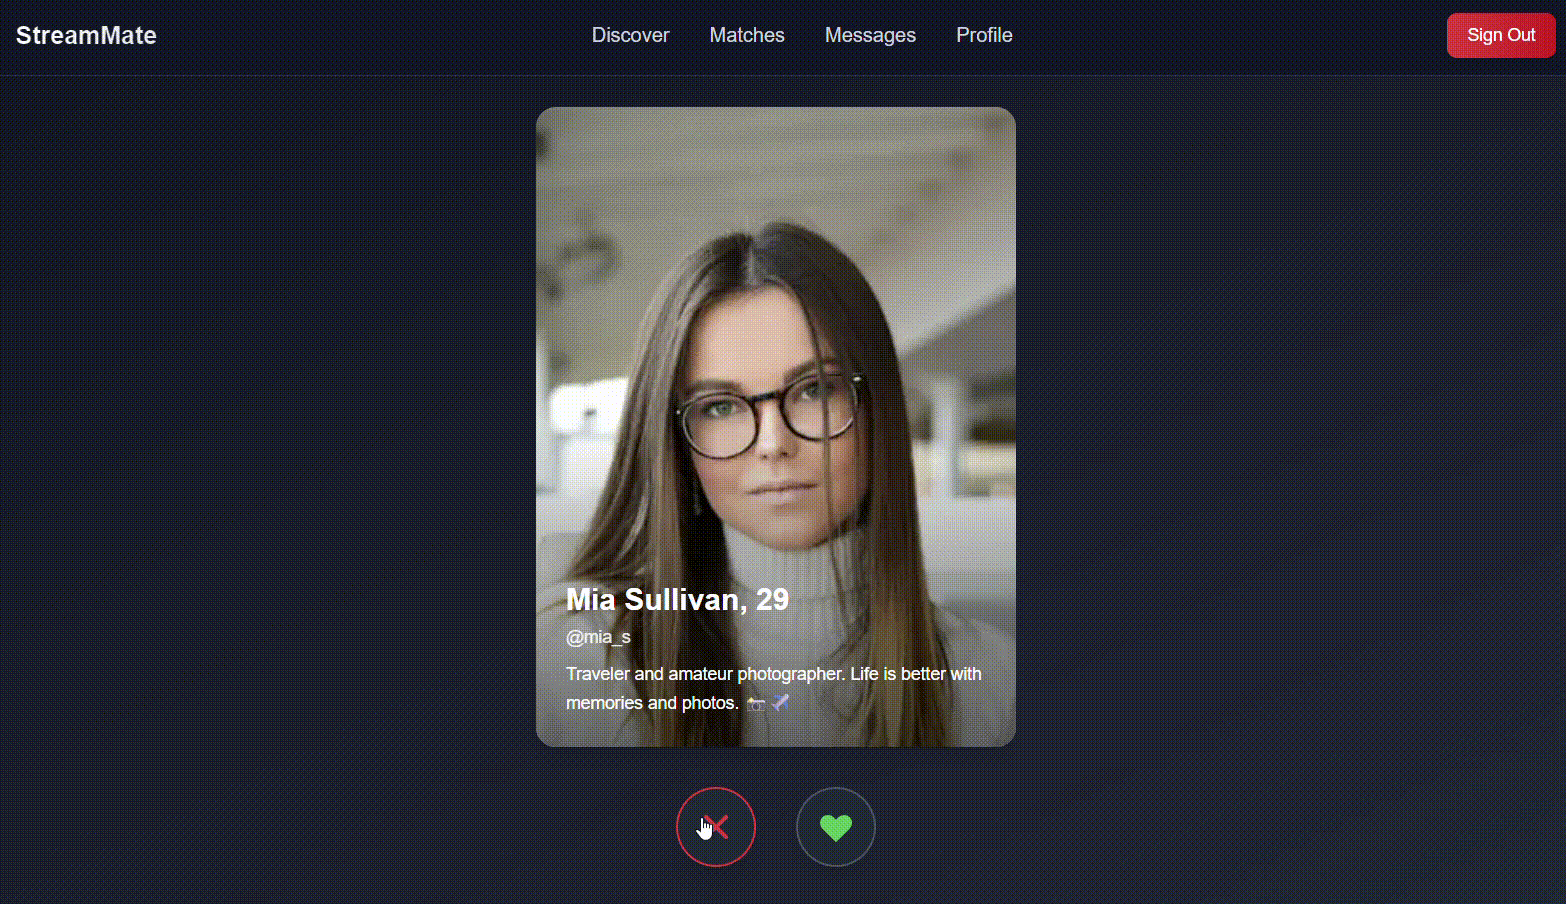 StreamMate
Discover
Matches
Messages
Profile
Sign Out
Mia Sullivan, 29
@mia_s
Traveler and amateur photographer. Life is better with
memories and photos. 📸 ✈️